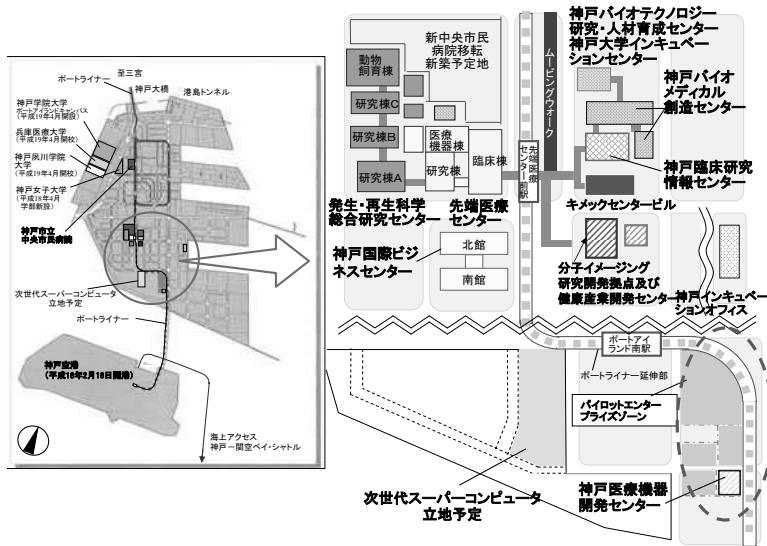 至三宮
ポートライナー
神戸大橋
港島トンネル
神戸学院大学
ポートアイランドキャンパス
(平成19年4月開設)
兵庫医療大学
(平成19年4月開校)
神戸夙川学院
大学
(平成19年4月開校)
神戸女子大学
(平成18年4月
学部新設)
神戸市立
中央市民病院
次世代スーパーコンピュータ
立地予定
ポートライナー
神戸空港
(平成18年2月16日開港)
海上アクセス
神戸－関空ベイ・シャトル
新中央市民
病院移転
新築予定地
動物
飼育棟
研究棟C
研究棟B
研究棟A
医療
機器棟
研究棟
臨床棟
発生・再生科学
総合研究センター
先端医療
センター
神戸国際ビジ
ネスセンター
北館
南館
ムービングウォーク
先端医療
センター前駅
神戸バイオテクノロジー
研究・人材育成センター
神戸大学インキュベー
ションセンター
神戸バイオ
メディカル
創造センター
神戸臨床研究
情報センター
キメックセンタービル
分子イメージング
研究開発拠点及び
健康産業開発センター
神戸インキュベー
ションオフィス
ポートアイ
ランド南駅
ポートライナー延伸部
パイロットエンター
プライズゾーン
次世代スーパーコンピュータ
立地予定
神戸医療機器
開発センター